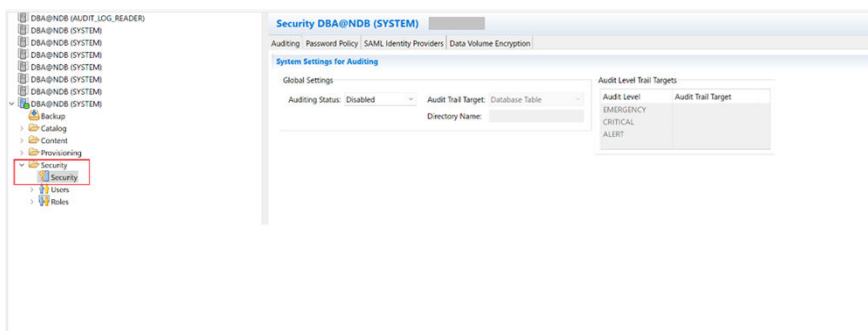 DBA@NDB (AUDIT_LOG_READER)
DBA@NDB (SYSTEM)
DBA@NDB (SYSTEM)
DBA@NDB (SYSTEM)
DBA@NDB (SYSTEM)
DBA@NDB (SYSTEM)
DBA@NDB (SYSTEM)
DBA@NDB (SYSTEM)
Backup
Catalog
Content
Provisioning
Security
Security
Users
Roles
Security DBA@NDB (SYSTEM)
Auditing Password Policy SAML Identity Providers Data Volume Encryption
System Settings for Auditing
Global Settings
Auditing Status: Disabled Audit Trail Target: Database Table
Directory Name:
Audit Level Trail Targets
Audit Level Audit Trail Target
EMERGENCY
CRITICAL
ALERT